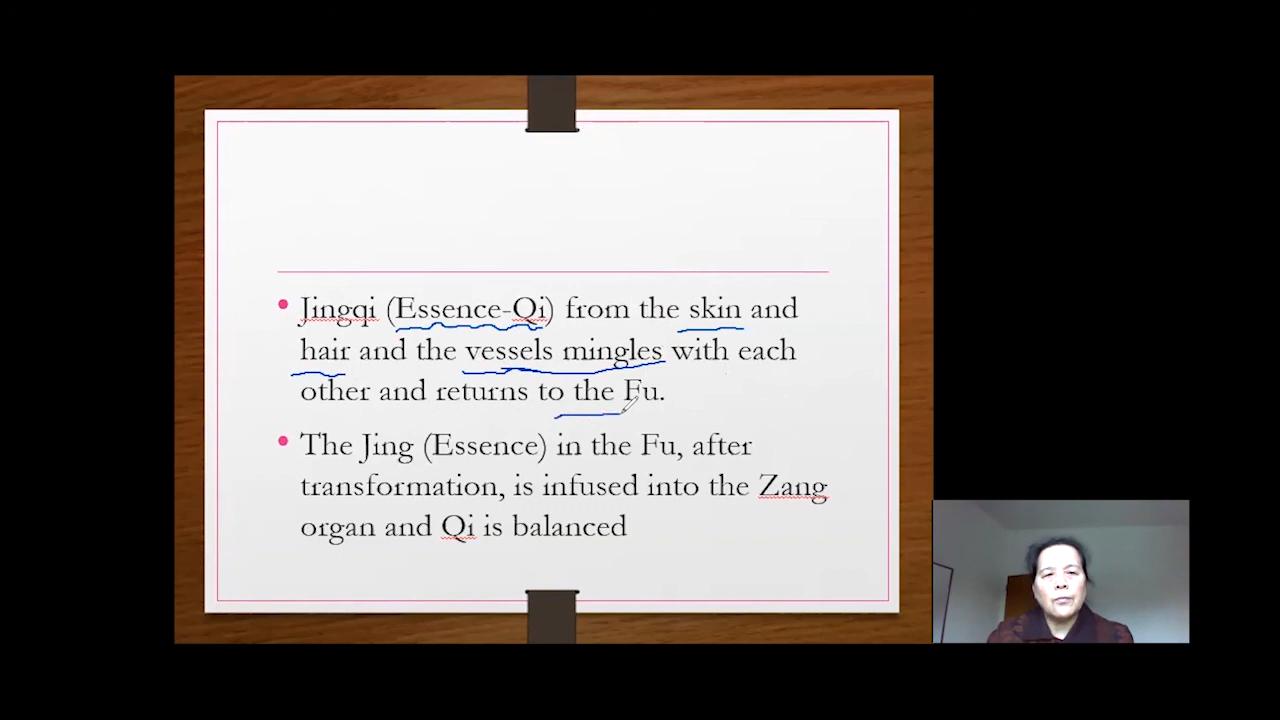 Jingqi (Essence-Qi) from the skin and
hair and the vessels mingles with each
other and returns to the Fu.
The Jing (Essence) in the Fu, after
transformation, is infused into the Zang
organ and Qi is balanced